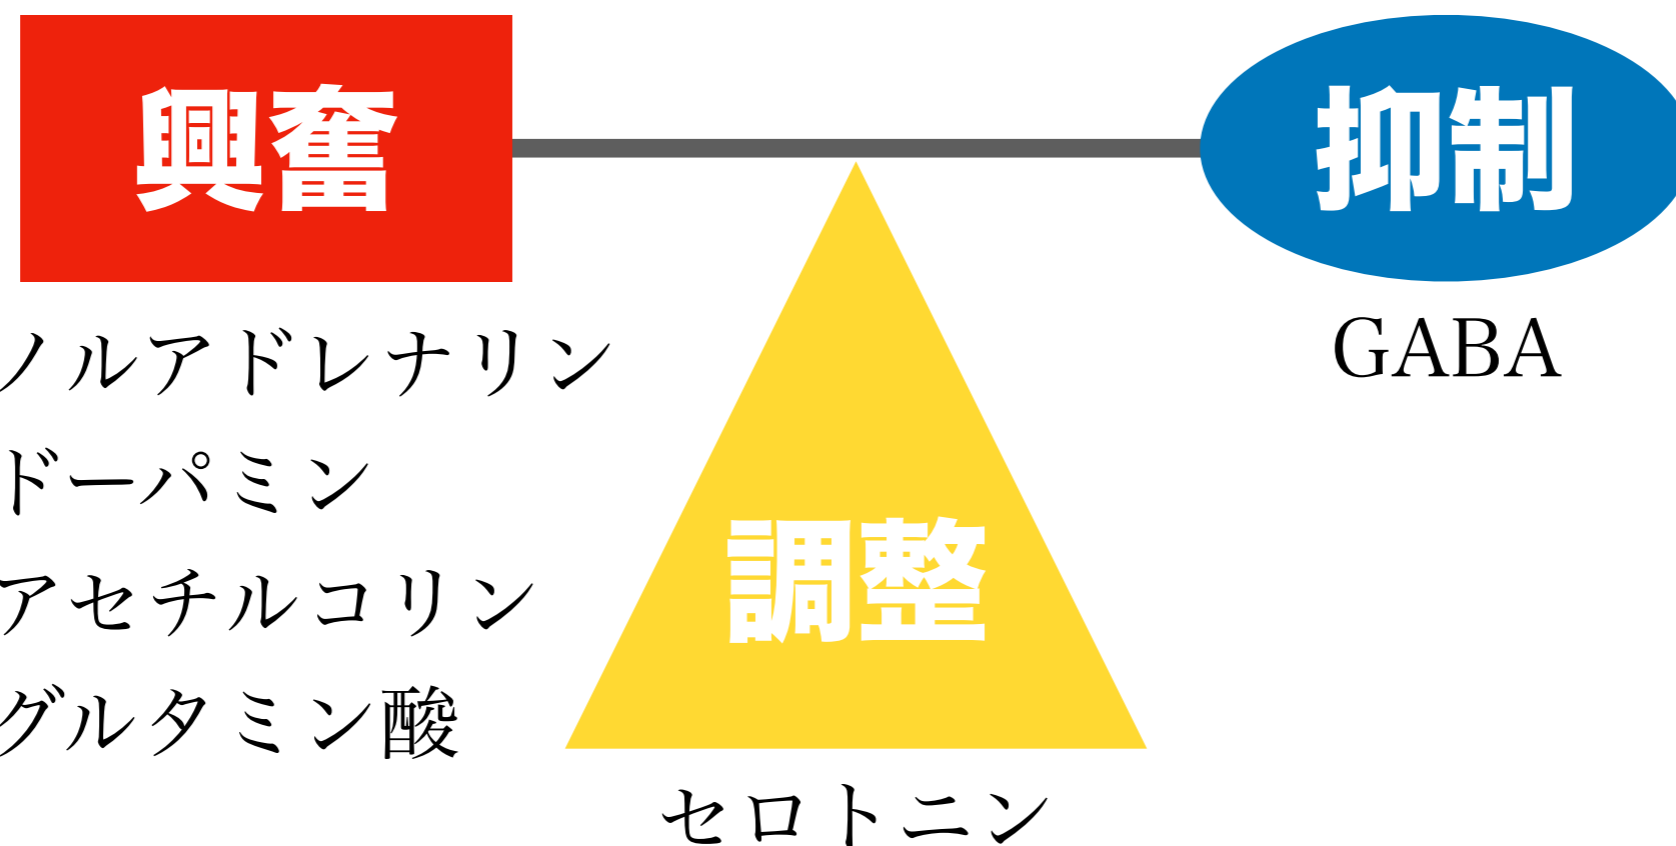 興奮
抑制
ノルアドレナリン
ドーパミン
アセチルコリン
グルタミン酸
GABA
調整
セロトニン